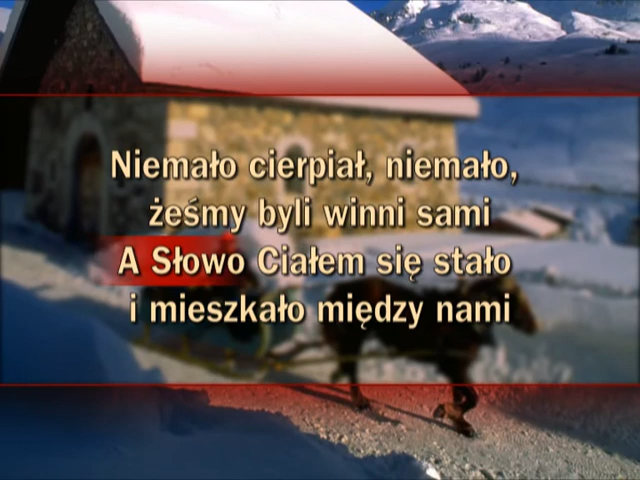 Niemało cierpiał, niemało,
żeśmy byli winni sami
A Słowo Ciałem się stało
i mieszkało między nami